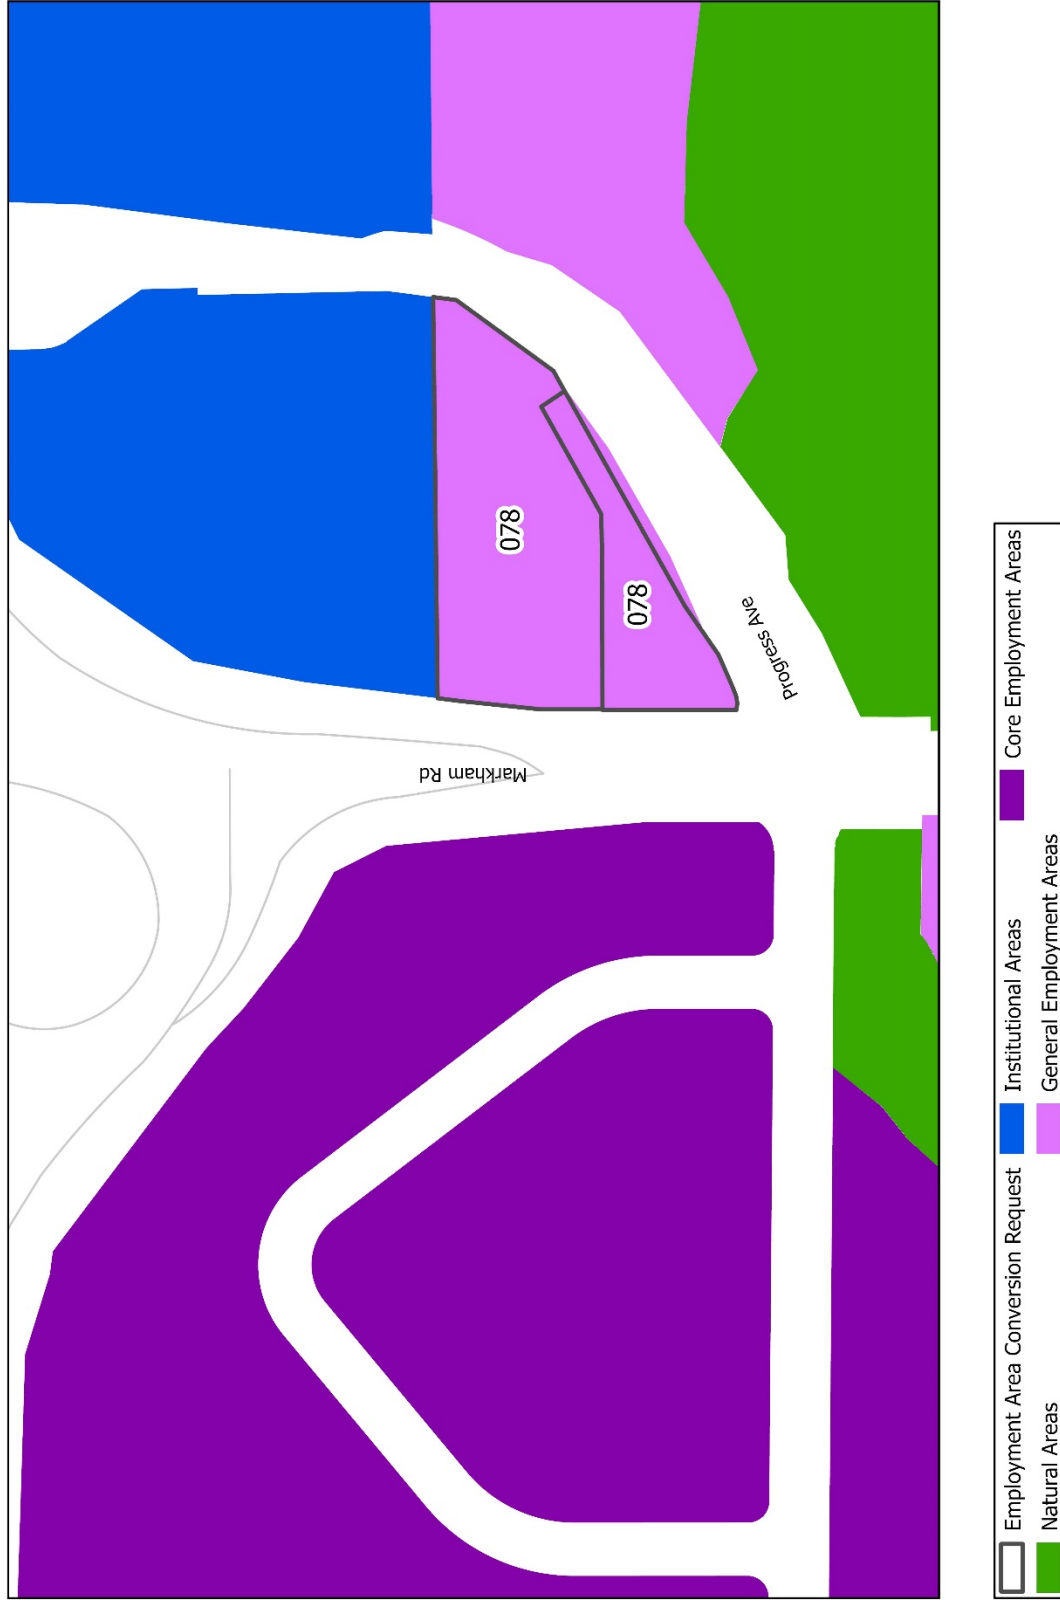 078
078
Progress Ave
Markham Rd
Employment Area Conversion Request
Institutional Areas
Core Employment Areas
Natural Areas
General Employment Areas